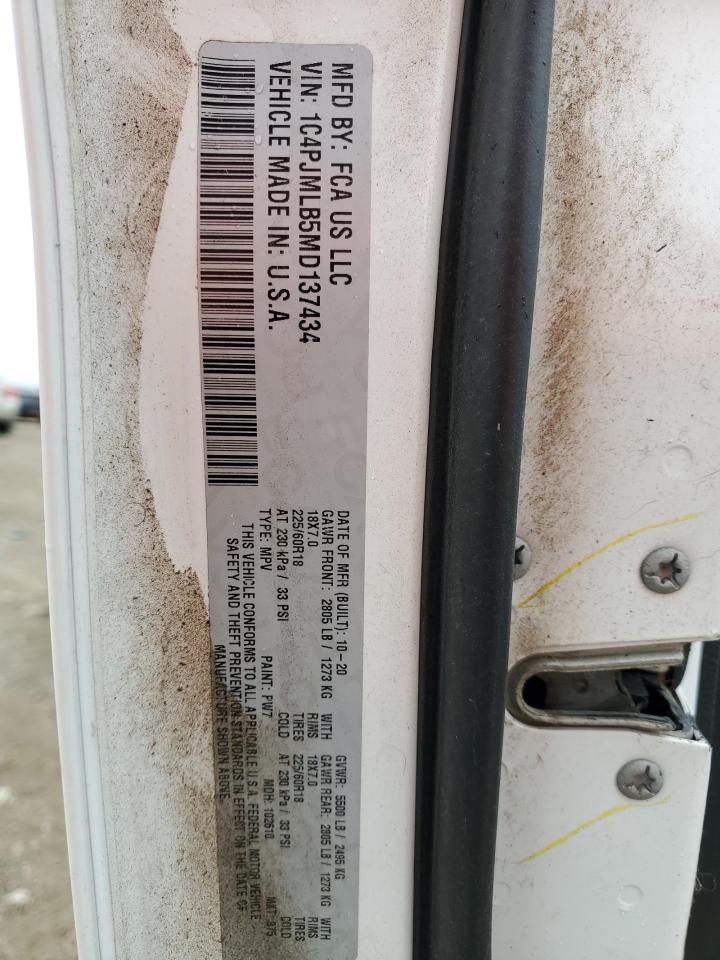 MFD BY: FCA US LLC
VIN: 1C4PJMLB5MD137434
VEHICLE MADE IN: U.S.A.
DATE OF MFR (BUILT): 10-20 GVWR: 5500 LB / 2495 KG
GAWR FRONT: 2805 LB / 1273 KG WITH GAWR REAR: 2805 LB / 1273 KG WITH
18X7.0 RIMS 18X7.0 RIMS
225/60R18 TIRES 225/60R18 TIRES
AT 230 kPa / 33 PSI COLD AT 230 kPa / 33 PSI COLD
TYPE: MPV PAINT: PW7 MDH: 102610 MAT:
THIS VEHICLE CONFORMS TO ALL APPLICABLE U.S.A. FEDERAL MOTOR VEHICLE
SAFETY AND THEFT PREVENTION STANDARDS IN EFFECT ON THE DATE OF
MANUFACTURE SHOWN ABOVE.